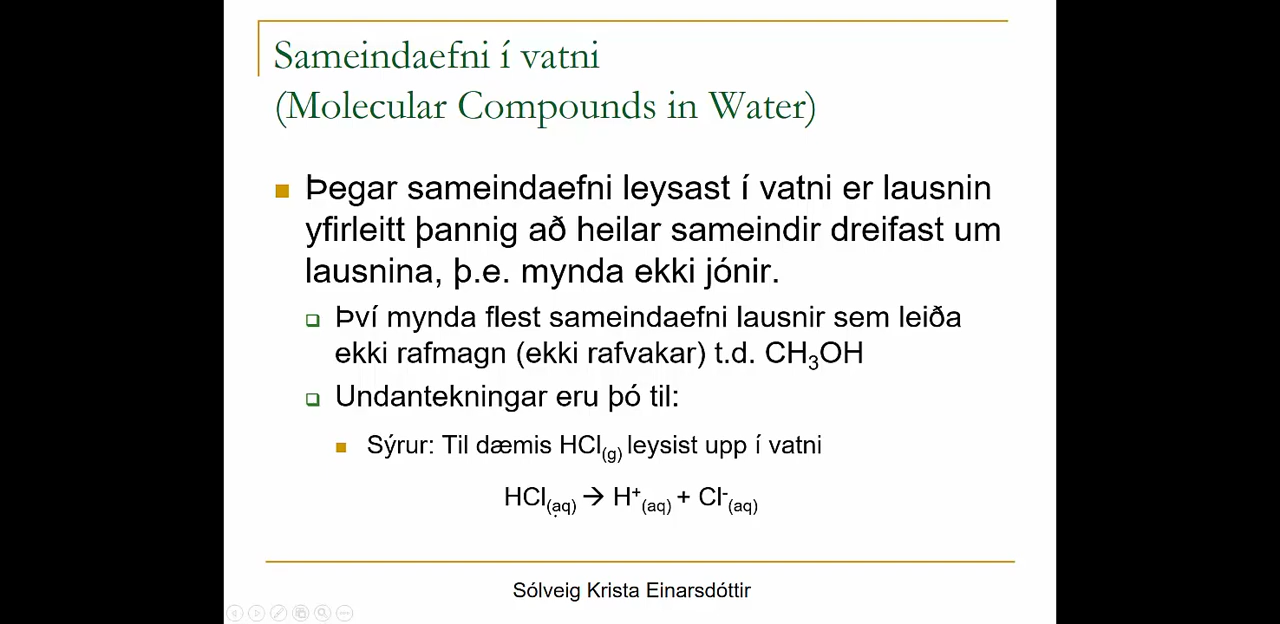 Sameindaefni í vatni
(Molecular Compounds in Water)
Þegar sameindaefni leysast í vatni er lausnin
yfirleitt þannig að heilar sameindir dreifast um
lausnina, þ.e. mynda ekki jónir.
Því mynda flest sameindaefni lausnir sem leiða
ekki rafmagn (ekki rafvakar) t.d. CH₃OH
Undantekningar eru þó til:
Sýrur: Til dæmis HCl(g) leysist upp í vatni
HCl(aq) → H⁺(aq) + Cl⁻(aq)
Sólveig Krista Einarsdóttir